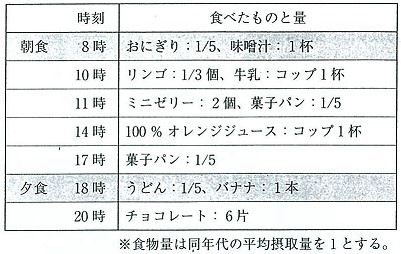 時刻 食べたものと量
朝食 8時 おにぎり：1/5、味噌汁：1杯
10時 リンゴ：1/3個、牛乳：コップ1杯
11時 ミニゼリー：2個、菓子パン：1/5
14時 100％オレンジジュース：コップ1杯
17時 菓子パン：1/5
夕食 18時 うどん：1/5、バナナ：1本
20時 チョコレート：6片
※食物量は同年代の平均摂取量を1とする。